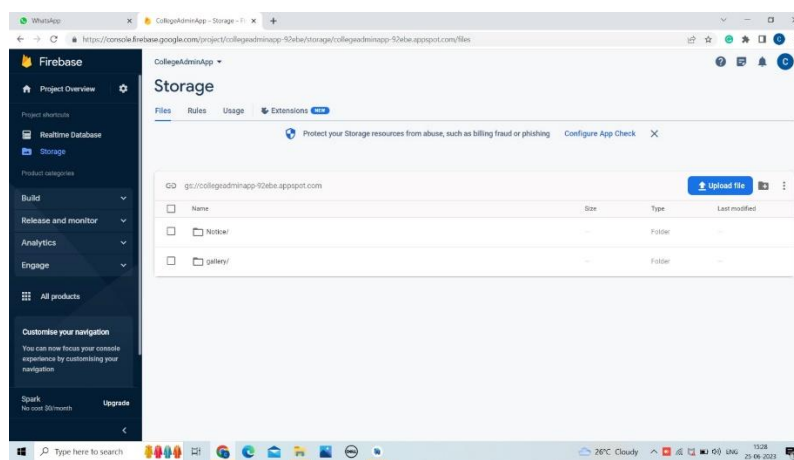 WhatsApp
CollegeAdminApp - Storage - Fi
https://console.firebase.google.com/project/collegeadminapp-92ebe/storage/collegeadminapp-92ebe.appspot.com/files
Firebase
CollegeAdminApp
Project Overview
Storage
Project shortcuts
Files Rules Usage Extensions NEW
Realtime Database
Storage
Protect your Storage resources from abuse, such as billing fraud or phishing Configure App Check
Product categories
gs://collegeadminapp-92ebe.appspot.com
Upload file
Build
Name Size Type Last modified
Release and monitor
Notice/ Folder
Analytics
gallery/ Folder
Engage
All products
Customise your navigation
You can now focus your console
experience by customising your
navigation
Spark
No cost $0/month
Upgrade
Type here to search
26°C Cloudy
ENG
15:28
25-06-2023